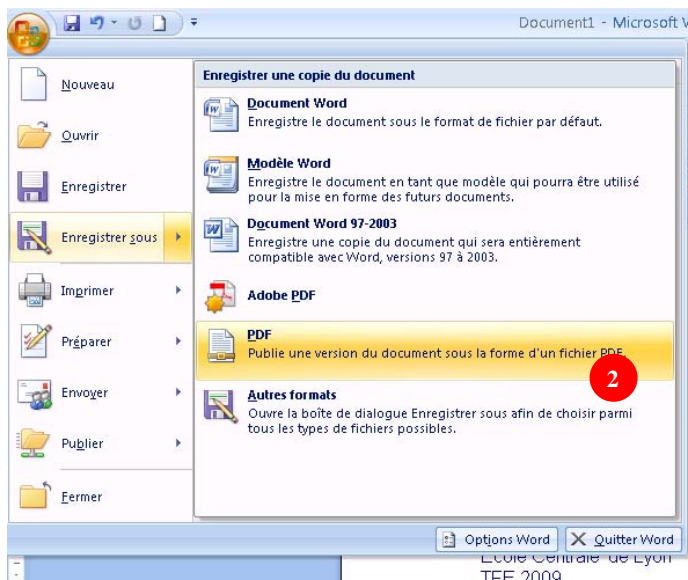 Document1 - Microsoft
Nouveau
Ouvrir
Enregistrer
Enregistrer sous
Imprimer
Préparer
Envoyer
Publier
Fermer
Enregistrer une copie du document
Document Word
Enregistre le document sous le format de fichier par défaut.
Modèle Word
Enregistre le document en tant que modèle qui pourra être utilisé
pour la mise en forme des futurs documents.
Document Word 97-2003
Enregistre une copie du document qui sera entièrement
compatible avec Word, versions 97 à 2003.
Adobe PDF
PDF
Publie une version du document sous la forme d'un fichier PDF.
2
Autres formats
Ouvre la boîte de dialogue Enregistrer sous afin de choisir parmi
tous les types de fichiers possibles.
Options Word
Quitter Word
Ecole Centrale de Lyon
TFE 2009